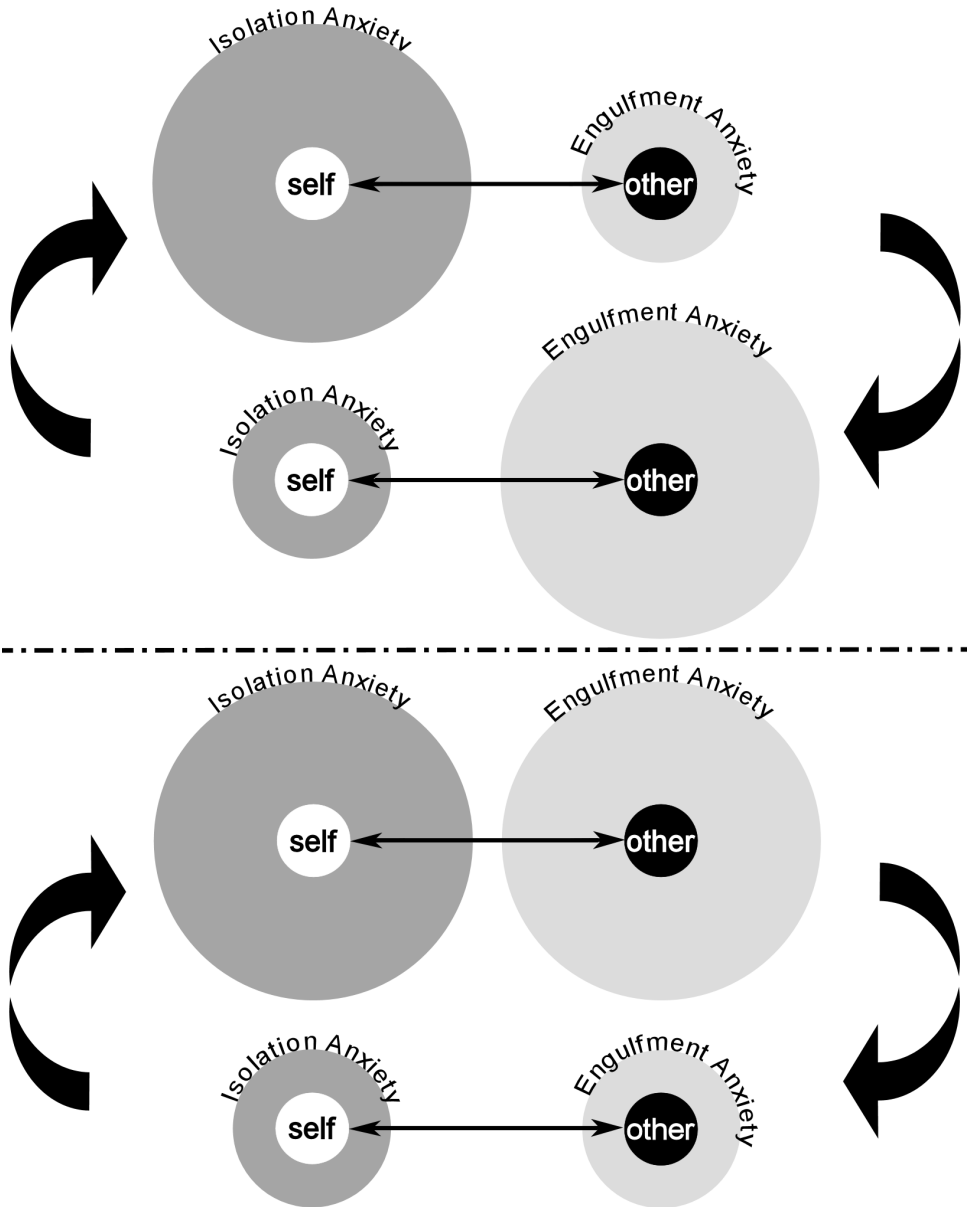 Isolation Anxiety
Engulfment Anxiety
self
other
Engulfment Anxiety
Isolation Anxiety
self
other
Isolation Anxiety
Engulfment Anxiety
self
other
Isolation Anxiety
Engulfment Anxiety
self
other